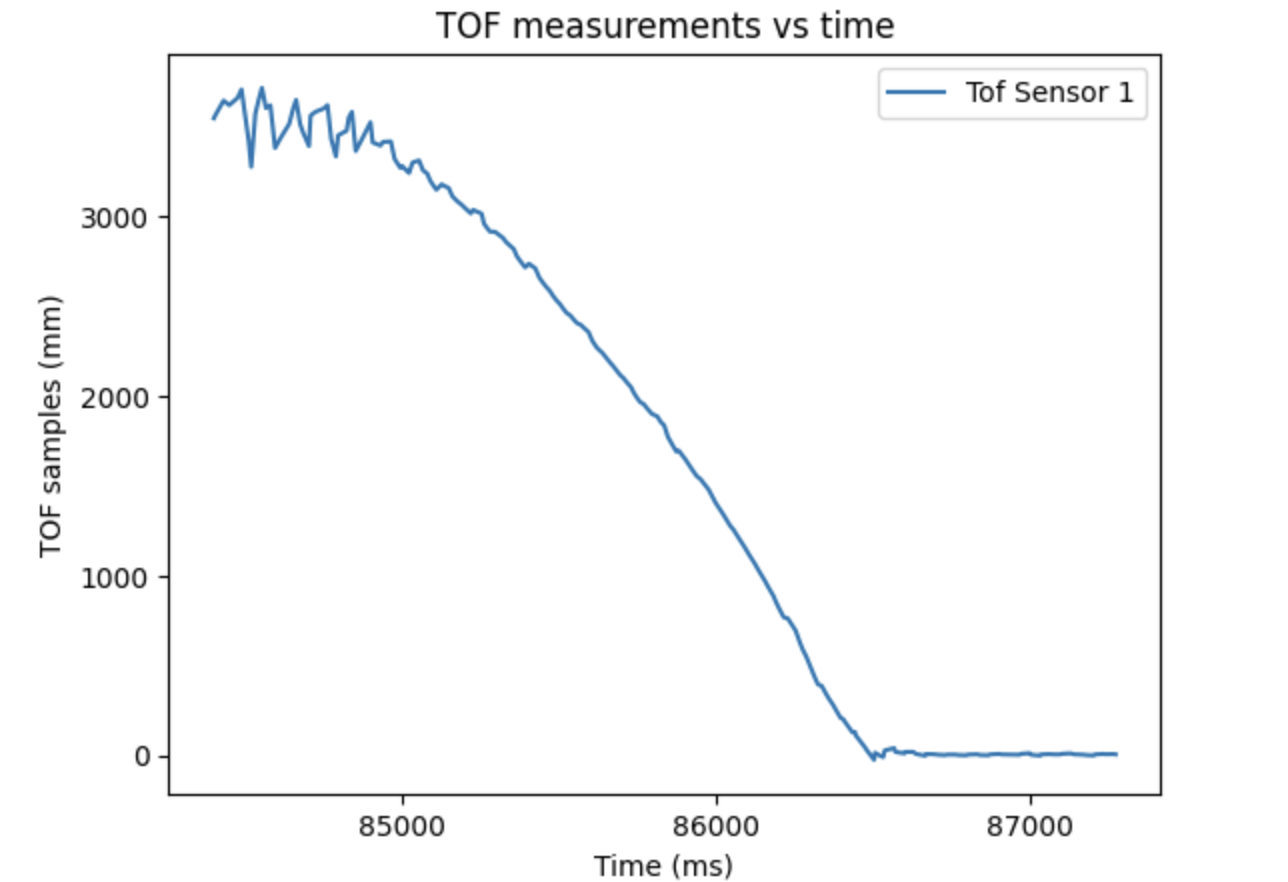 TOF measurements vs time
Tof Sensor 1
TOF samples (mm)
3000
2000
1000
0
85000
86000
87000
Time (ms)